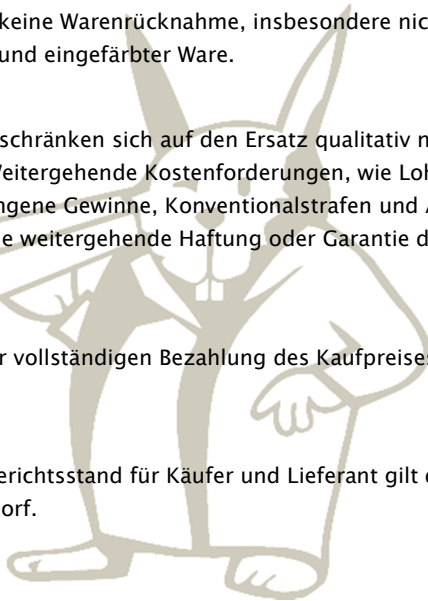 keine Warenrücknahme, insbesondere nic
und eingefärbter Ware.
schränken sich auf den Ersatz qualitativ
Weitergehende Kostenforderungen, wie Loh
ngene Gewinne, Konventionalstrafen und
e weitergehende Haftung oder Garantie d
r vollständigen Bezahlung des Kaufpreises
erichtsstand für Käufer und Lieferant gilt
orf.